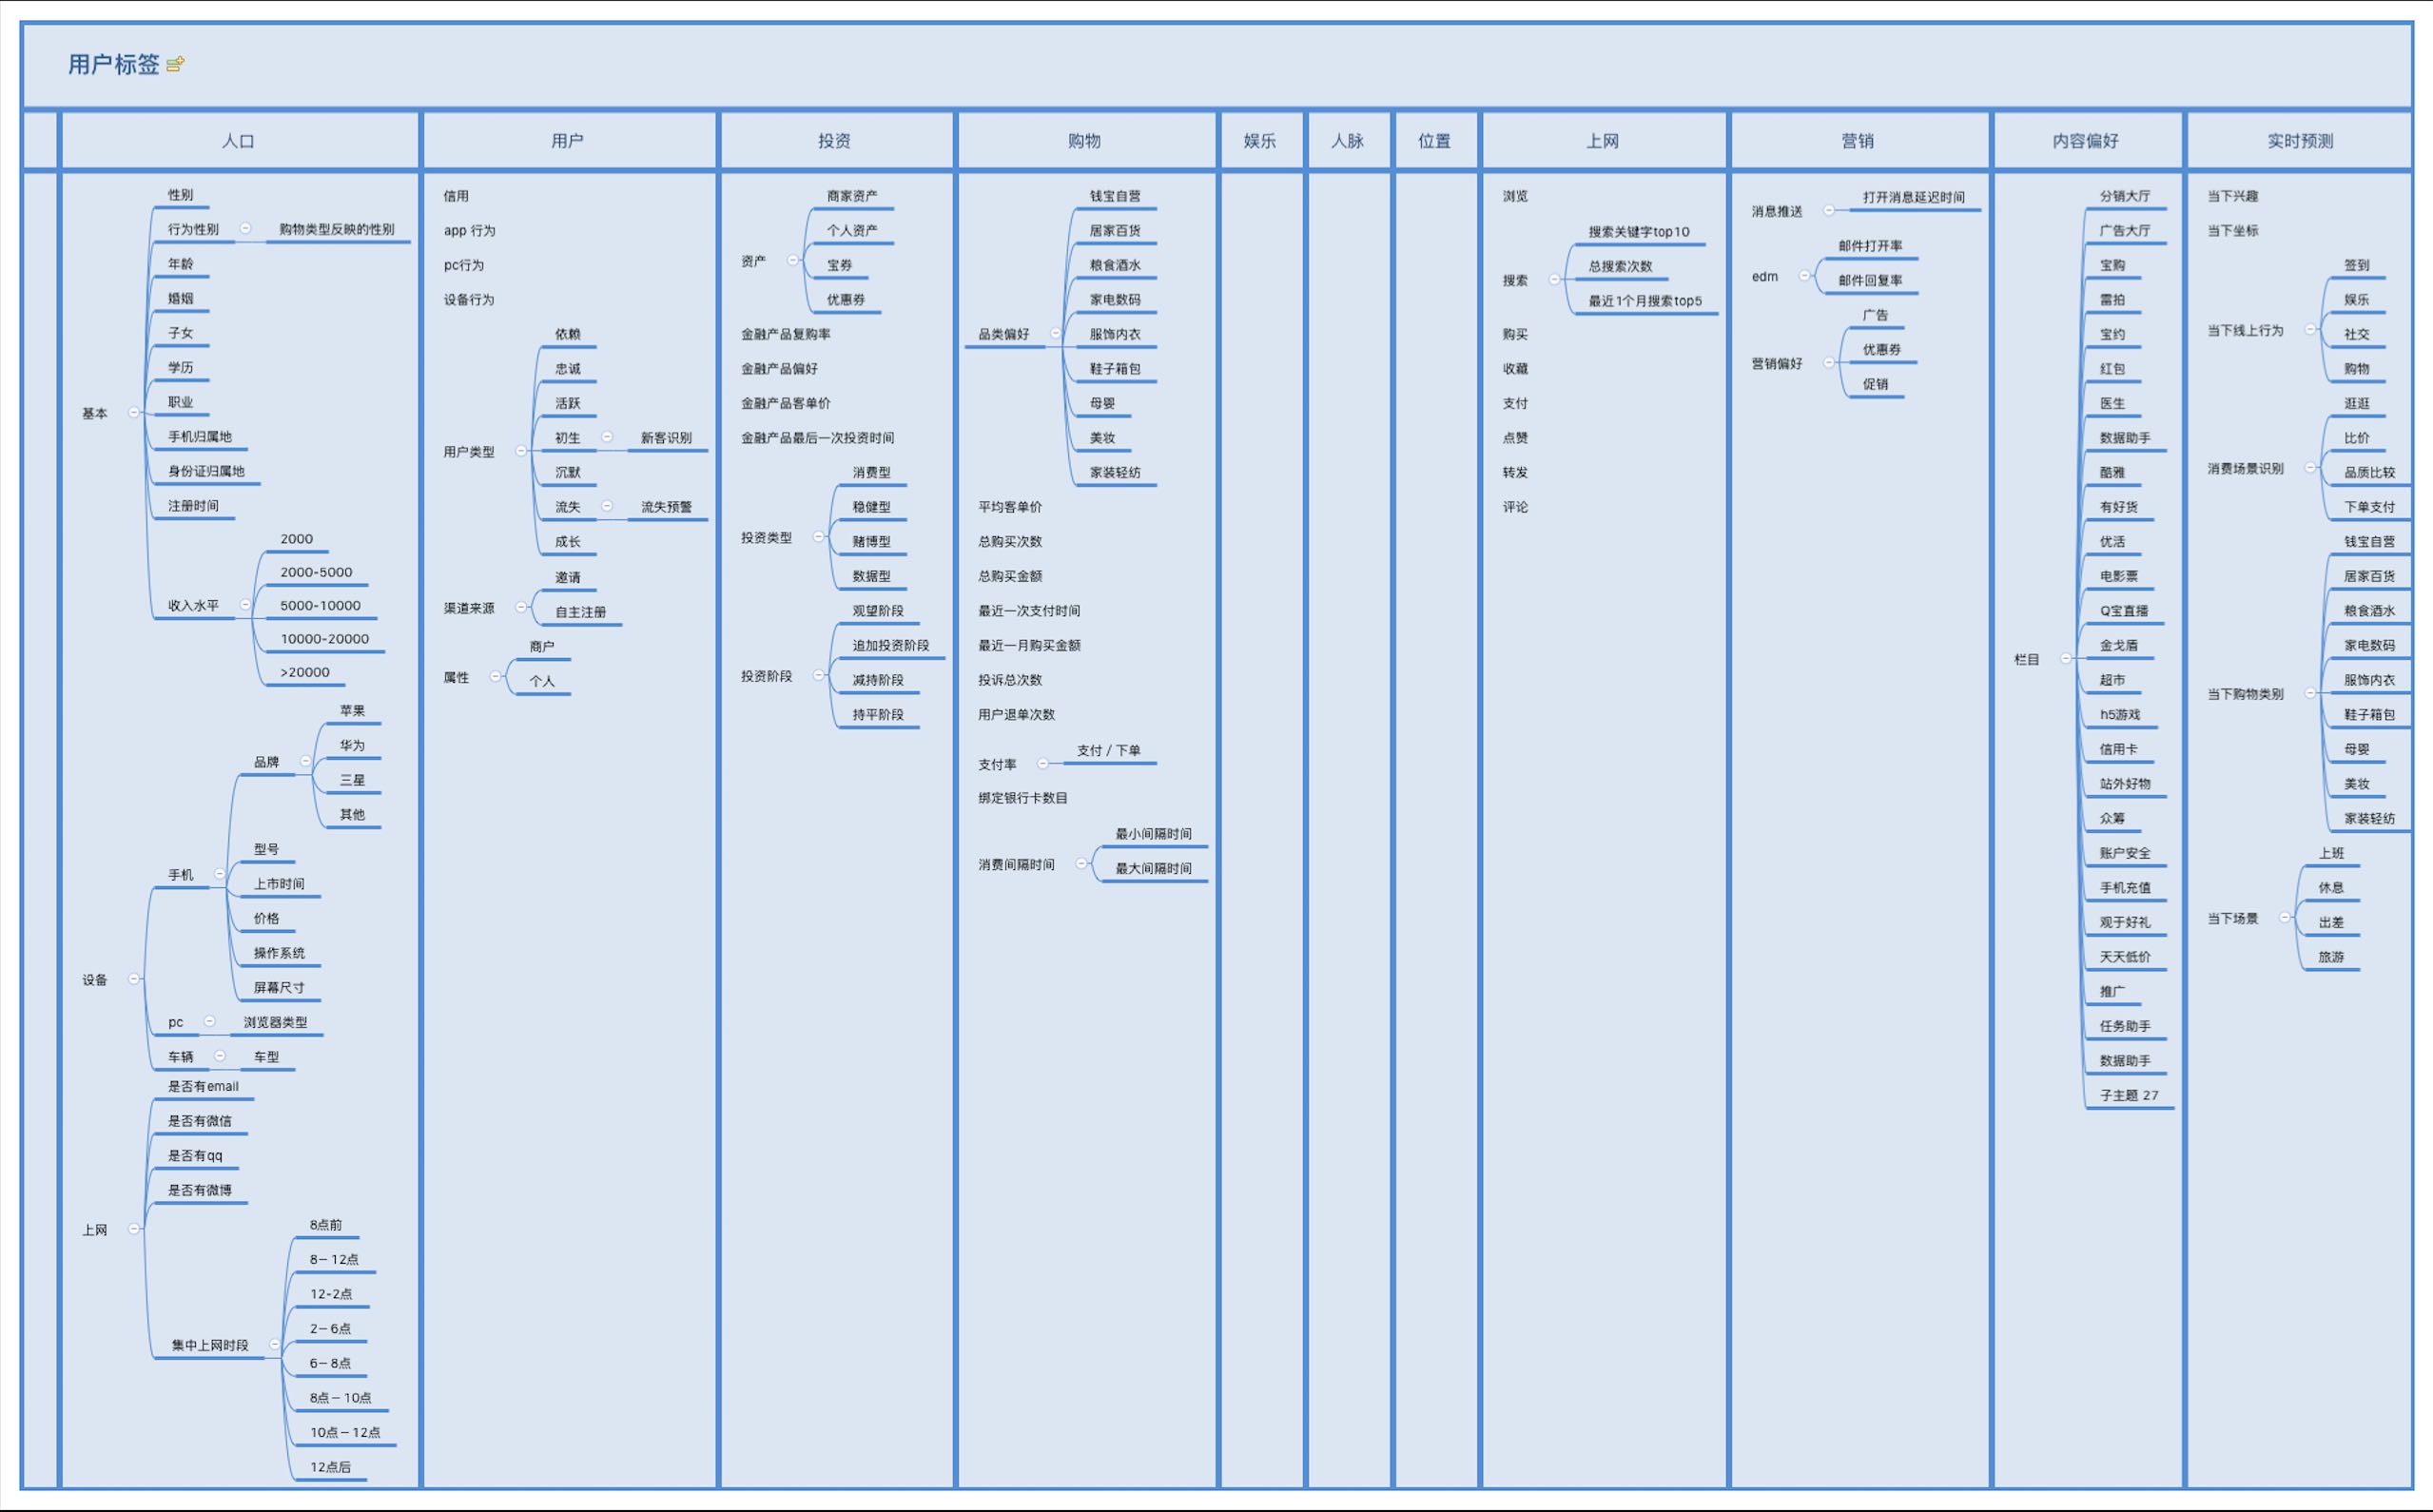 用户标签
人口
用户
投资
购物
娱乐
人脉
位置
上网
营销
内容偏好
实时预测
基本
性别
行为性别
购物类型反映的性别
年龄
婚姻
子女
学历
职业
手机归属地
身份证归属地
注册时间
收入水平
2000
2000-5000
5000-10000
10000-20000
>20000
设备
手机
品牌
苹果
华为
三星
其他
型号
上市时间
价格
操作系统
屏幕尺寸
pc
浏览器类型
车辆
车型
上网
是否有email
是否有微信
是否有qq
是否有微博
集中上网时段
8点前
8－12点
12-2点
2－6点
6－8点
8点－10点
10点－12点
12点后
信用
app 行为
pc行为
设备行为
用户类型
依赖
忠诚
活跃
初生
新客识别
沉默
流失
流失预警
成长
渠道来源
邀请
自主注册
属性
商户
个人
资产
商家资产
个人资产
宝券
优惠券
金融产品复购率
金融产品偏好
金融产品客单价
金融产品最后一次投资时间
投资类型
消费型
稳健型
赌博型
数据型
投资阶段
观望阶段
追加投资阶段
减持阶段
持平阶段
品类偏好
钱宝自营
居家百货
粮食酒水
家电数码
服饰内衣
鞋子箱包
母婴
美妆
家装轻纺
平均客单价
总购买次数
总购买金额
最近一次支付时间
最近一月购买金额
投诉总次数
用户退单次数
支付率
支付 / 下单
绑定银行卡数目
消费间隔时间
最小间隔时间
最大间隔时间
浏览
搜索
搜索关键字top10
总搜索次数
最近1个月搜索top5
购买
收藏
支付
点赞
转发
评论
消息推送
打开消息延迟时间
edm
邮件打开率
邮件回复率
营销偏好
广告
优惠券
促销
栏目
分销大厅
广告大厅
宝购
雷拍
宝约
红包
医生
数据助手
酷雅
有好货
优活
电影票
Q宝直播
金戈盾
超市
h5游戏
信用卡
站外好物
众筹
账户安全
手机充值
观于好礼
天天低价
推广
任务助手
数据助手
子主题 27
当下兴趣
当下坐标
当下线上行为
签到
娱乐
社交
购物
消费场景识别
逛逛
比价
品质比较
下单支付
当下购物类别
钱宝自营
居家百货
粮食酒水
家电数码
服饰内衣
鞋子箱包
母婴
美妆
家装轻纺
当下场景
上班
休息
出差
旅游